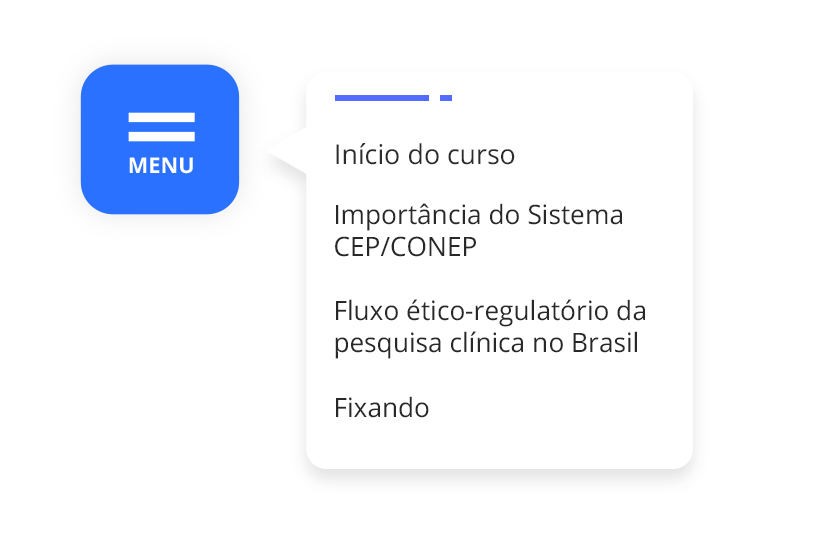 MENU
Início do curso
Importância do Sistema
CEP/CONEP
Fluxo ético-regulatório da
pesquisa clínica no Brasil
Fixando